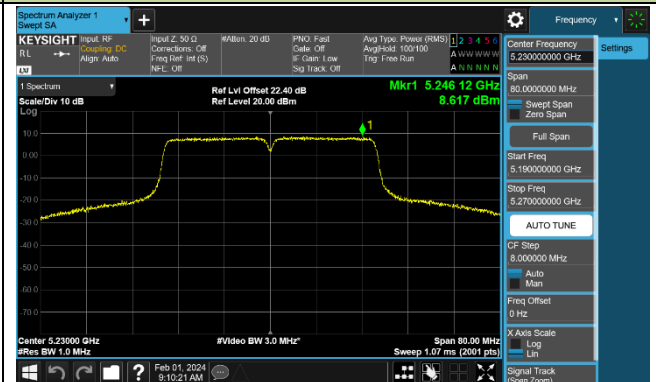 Spectrum Analyzer 1
Swept SA
Frequency
KEYSIGHT
RL
Input: RF
Coupling: DC
Align: Auto
Input Z: 50 Ω
Corrections: Off
Freq Ref: Int (S)
NFE: Off
#Atten: 20 dB
PNO: Fast
Gate: Off
IF Gain: Low
Sig Track: Off
Avg Type: Power (RMS)
Avg|Hold: 100/100
Trig: Free Run
1 2 3 4 5 6
A W W W W W
A N N N N N
1 Spectrum
Scale/Div 10 dB
Log
Ref Lvl Offset 22.40 dB
Ref Level 20.00 dBm
Mkr1 5.246 12 GHz
8.617 dBm
1
10.0
0.00
-10.0
-20.0
-30.0
-40.0
-50.0
-60.0
-70.0
Center 5.23000 GHz
#Res BW 1.0 MHz
#Video BW 3.0 MHz*
Span 80.00 MHz
Sweep 1.07 ms (2001 pts)
Feb 01, 2024
9:10:21 AM
Center Frequency
5.230000000 GHz
Settings
Span
80.0000000 MHz
Swept Span
Zero Span
Full Span
Start Freq
5.190000000 GHz
Stop Freq
5.270000000 GHz
AUTO TUNE
CF Step
8.000000 MHz
Auto
Man
Freq Offset
0 Hz
X Axis Scale
Log
Lin
Signal Track
(Span Zoom)